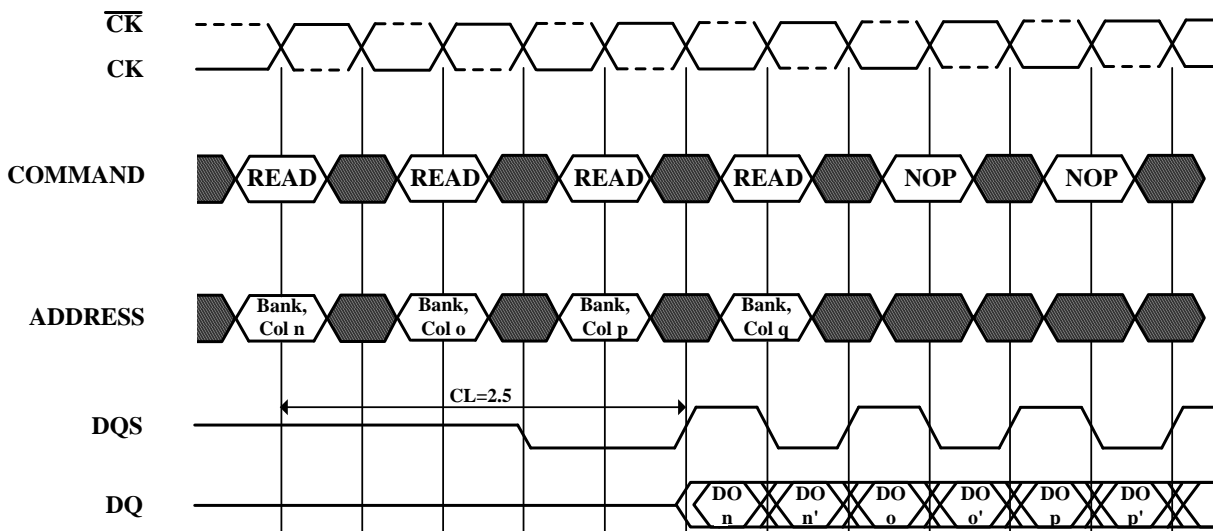 CK
CK
COMMAND READ READ READ READ NOP NOP
ADDRESS
Bank, Col n
Bank, Col o
Bank, Col p
Bank, Col q
CL=2.5
DQS
DQ
DO n
DO n'
DO o
DO o'
DO p
DO p'